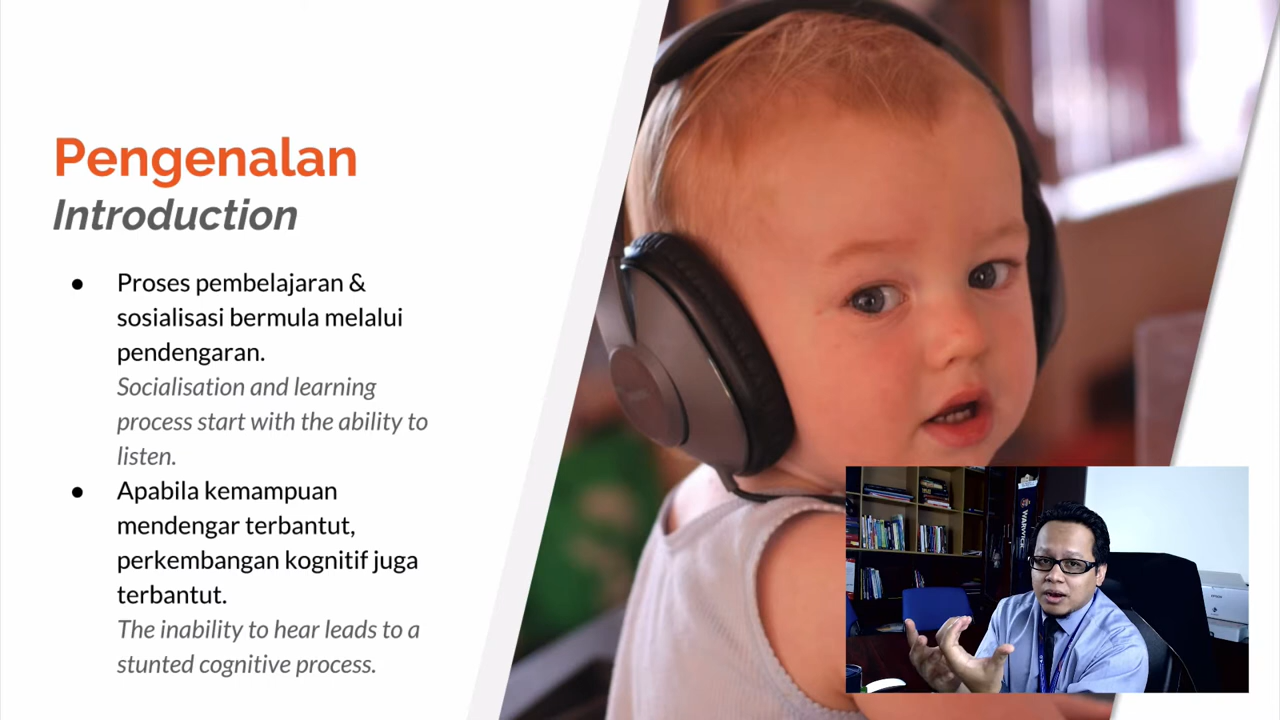 Pengenalan
Introduction
● Proses pembelajaran &
sosialisasi bermula melalui
pendengaran.
Socialisation and learning
process start with the ability to
listen.
● Apabila kemampuan
mendengar terbantut,
perkembangan kognitif juga
terbantut.
The inability to hear leads to a
stunted cognitive process.
WARWICK